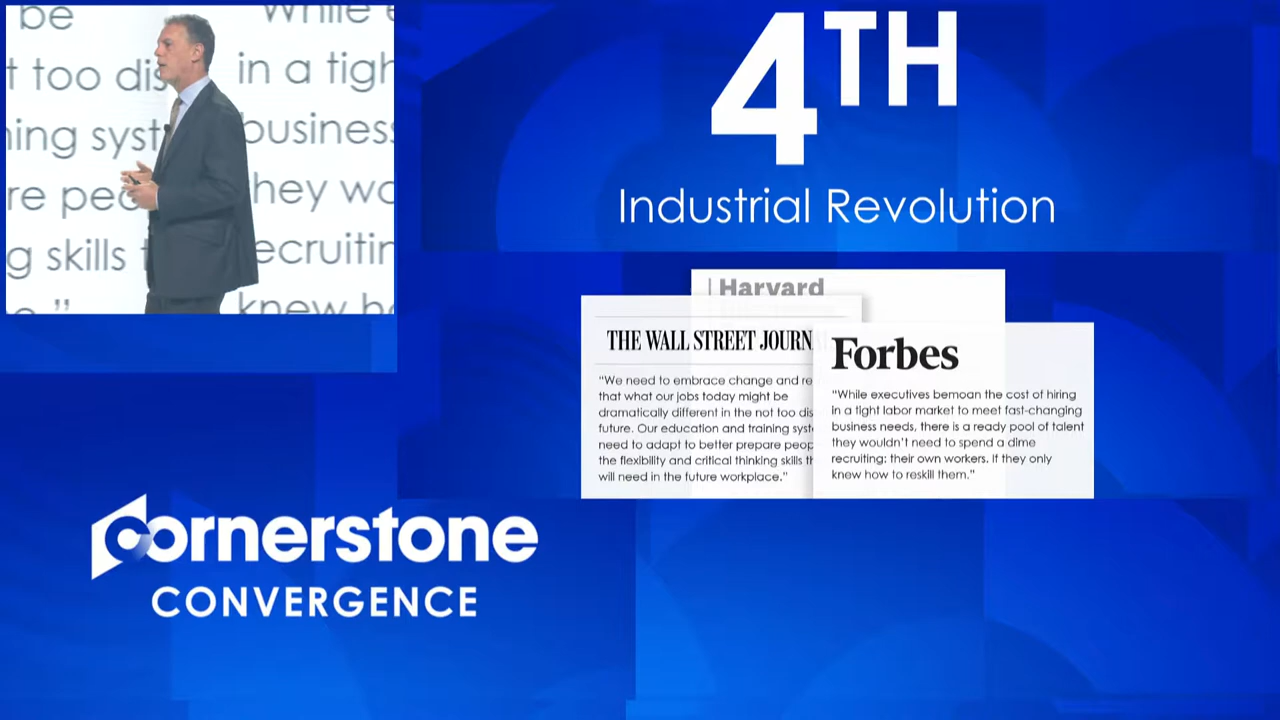 be
While
t too dis
in a tigh
ning syst
business
re peo
they wo
g skills t
recruitin
e."
knew ho
4TH
Industrial Revolution
Harvard
THE WALL STREET JOURNA
"We need to embrace change and re
that what our jobs today might be
dramatically different in the not too dis
future. Our education and training syst
need to adapt to better prepare peop
the flexibility and critical thinking skills th
will need in the future workplace."
Forbes
"While executives bemoan the cost of hiring
in a tight labor market to meet fast-changing
business needs, there is a ready pool of talent
they wouldn't need to spend a dime
recruiting: their own workers. If they only
knew how to reskill them."
cornerstone
CONVERGENCE